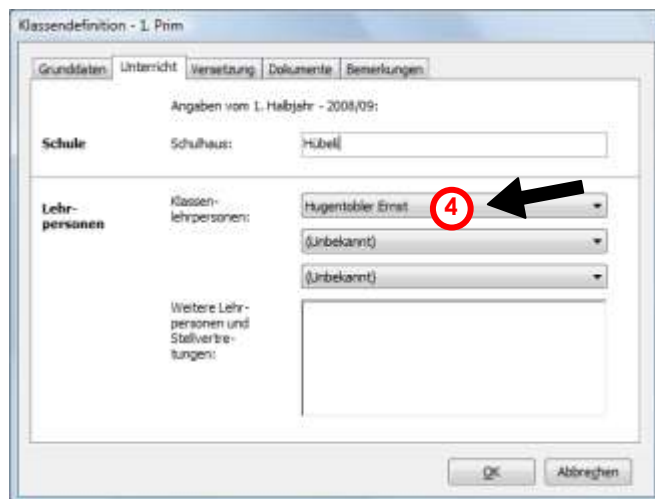 Klassendefinition - 1. Prim
Grunddaten Unterricht Versetzung Dokumente Bemerkungen
Angaben vom 1. Halbjahr - 2008/09:
Schule Schulhaus: Hübeli
Lehr-
personen
Klassen-
lehrpersonen:
Hugentobler Ernst 4
(Unbekannt)
(Unbekannt)
Weitere Lehr-
personen und
Stellvertre-
tungen:
OK Abbrechen